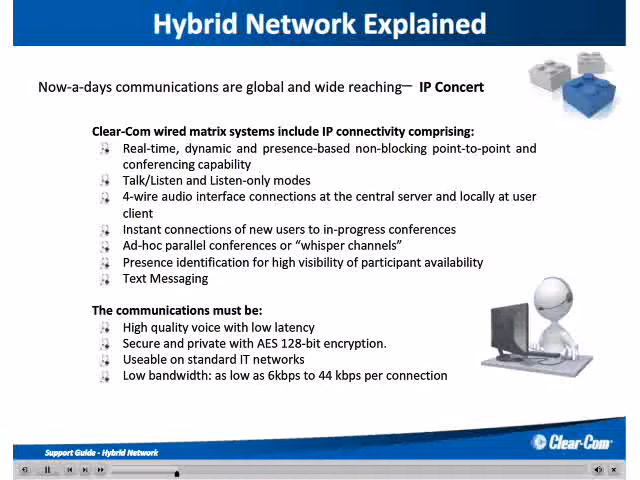 Hybrid Network Explained
Now-a-days communications are global and wide reaching— IP Concert
Clear-Com wired matrix systems include IP connectivity comprising:
Real-time, dynamic and presence-based non-blocking point-to-point and
conferencing capability
Talk/Listen and Listen-only modes
4-wire audio interface connections at the central server and locally at user
client
Instant connections of new users to in-progress conferences
Ad-hoc parallel conferences or “whisper channels”
Presence identification for high visibility of participant availability
Text Messaging
The communications must be:
High quality voice with low latency
Secure and private with AES 128-bit encryption.
Useable on standard IT networks
Low bandwidth: as low as 6kbps to 44 kbps per connection
Clear-Com
Support Guide - Hybrid Network